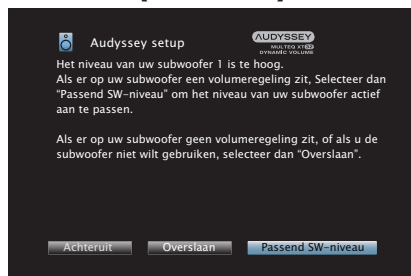 Audyssey setup
AUDYSSEY
MULTEQ XT32
DYNAMIC VOLUME
Het niveau van uw subwoofer 1 is te hoog.
Als er op uw subwoofer een volumeregeling zit, Selecteer dan
“Passend SW-niveau” om het niveau van uw subwoofer actief
aan te passen.
Als er op uw subwoofer geen volumeregeling zit, of als u de
subwoofer niet wilt gebruiken, selecteer dan “Overslaan”.
Achteruit
Overslaan
Passend SW-niveau